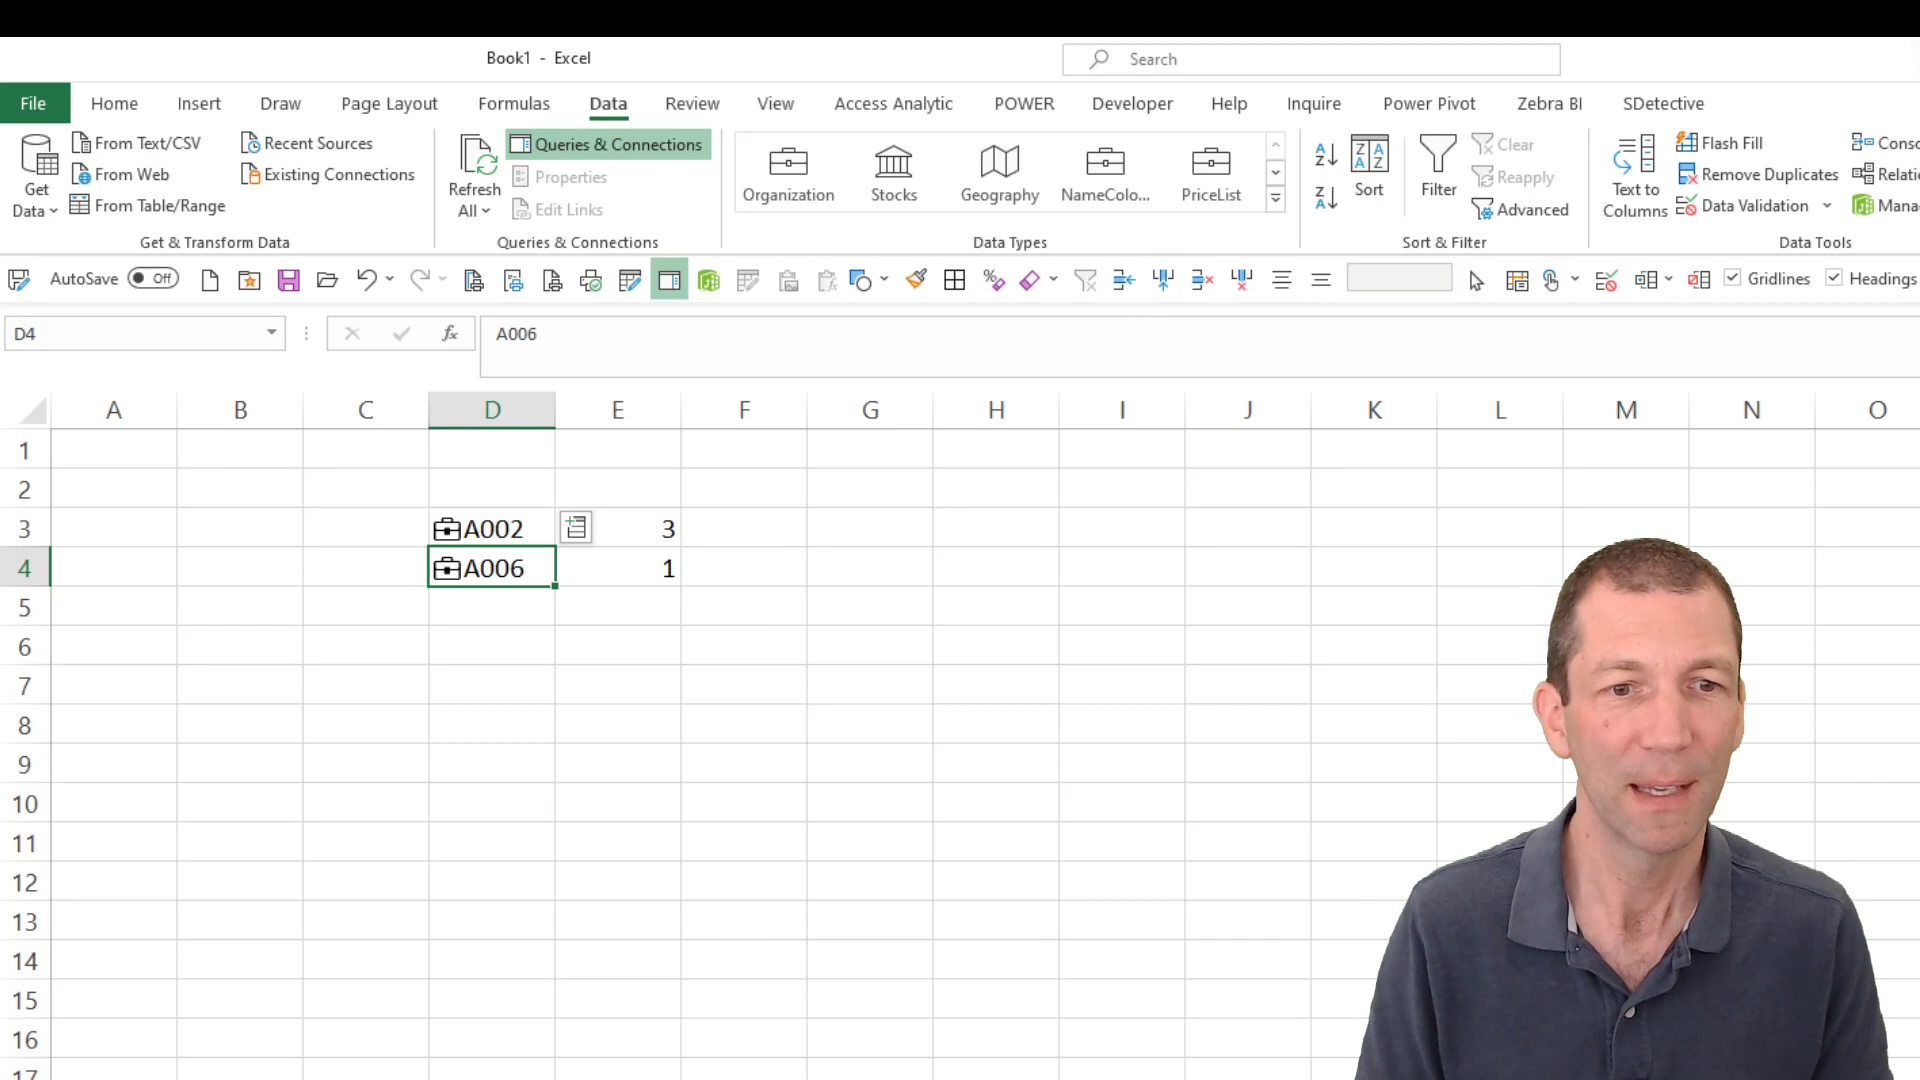 Book1 - Excel
Search
File Home Insert Draw Page Layout Formulas Data Review View Access Analytic POWER Developer Help Inquire Power Pivot Zebra BI SDetective
Get Data
From Text/CSV
From Web
From Table/Range
Recent Sources
Existing Connections
Get & Transform Data
Refresh All
Queries & Connections
Properties
Edit Links
Queries & Connections
Organization
Stocks
Geography
NameColo...
PriceList
Data Types
Sort
Filter
Clear
Reapply
Advanced
Sort & Filter
Text to Columns
Flash Fill
Remove Duplicates
Data Validation
Conso
Relati
Mana
Data Tools
AutoSave Off
Gridlines
Headings
D4
fx
A006
A B C D E F G H I J K L M N O
1
2
3 A002 3
4 A006 1
5
6
7
8
9
10
11
12
13
14
15
16
17